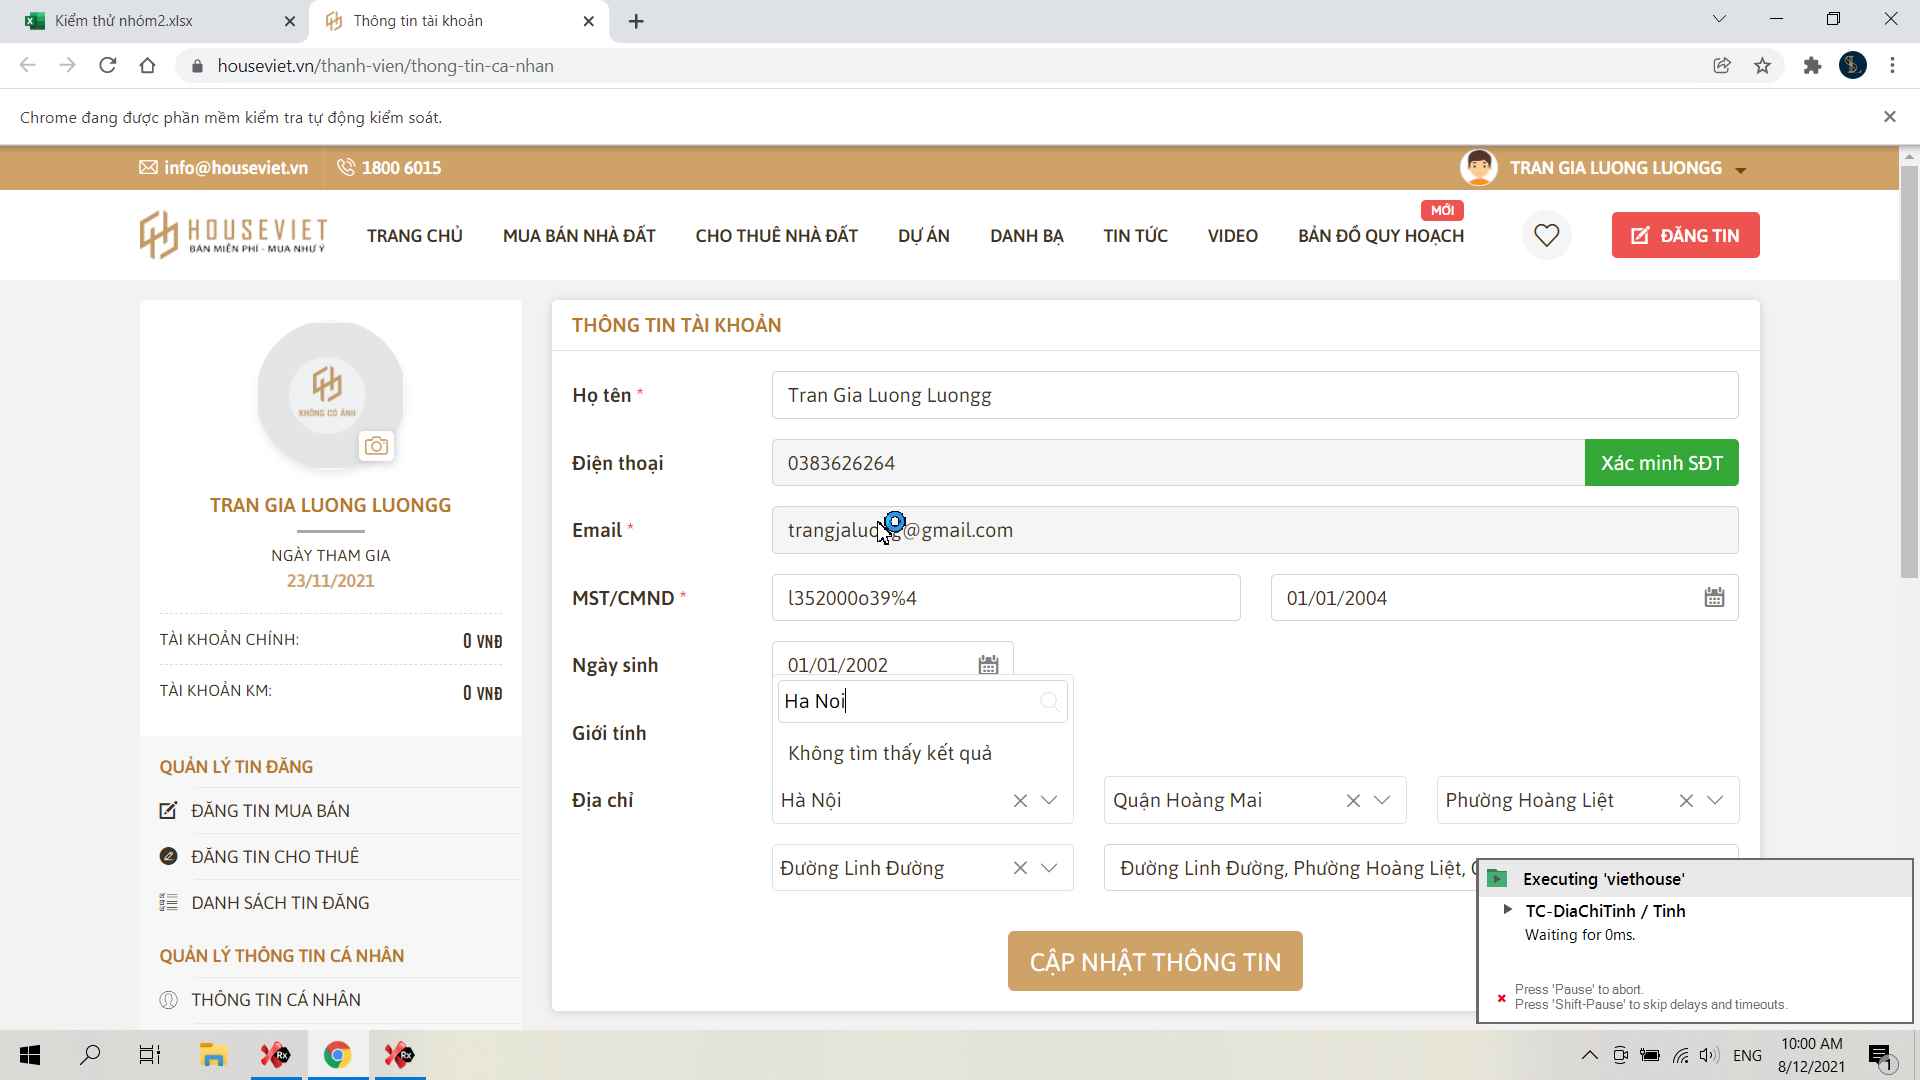 Kiểm thử nhóm2.xlsx
Thông tin tài khoản
houseviet.vn/thanh-vien/thong-tin-ca-nhan
Chrome đang được phần mềm kiểm tra tự động kiểm soát.
info@houseviet.vn
1800 6015
TRAN GIA LUONG LUONGG
HOUSEVIET
BÁN MIỄN PHÍ - MUA NHƯ Ý
TRANG CHỦ
MUA BÁN NHÀ ĐẤT
CHO THUÊ NHÀ ĐẤT
DỰ ÁN
DANH BẠ
TIN TỨC
VIDEO
BẢN ĐỒ QUY HOẠCH
MỚI
ĐĂNG TIN
KHÔNG CÓ ẢNH
TRAN GIA LUONG LUONGG
NGÀY THAM GIA
23/11/2021
TÀI KHOẢN CHÍNH:
0 VNĐ
TÀI KHOẢN KM:
0 VNĐ
QUẢN LÝ TIN ĐĂNG
ĐĂNG TIN MUA BÁN
ĐĂNG TIN CHO THUÊ
DANH SÁCH TIN ĐĂNG
QUẢN LÝ THÔNG TIN CÁ NHÂN
THÔNG TIN CÁ NHÂN
THÔNG TIN TÀI KHOẢN
Họ tên *
Tran Gia Luong Luongg
Điện thoại
0383626264
Xác minh SĐT
Email *
trangjaluong@gmail.com
MST/CMND *
l352000o39%4
01/01/2004
Ngày sinh
01/01/2002
Ha Noi
Giới tính
Không tìm thấy kết quả
Địa chỉ
Hà Nội
Quận Hoàng Mai
Phường Hoàng Liệt
Đường Linh Đường
Đường Linh Đường, Phường Hoàng Liệt,
CẬP NHẬT THÔNG TIN
Executing 'viethouse'
TC-DiaChiTinh / Tinh
Waiting for 0ms.
Press 'Pause' to abort.
Press 'Shift-Pause' to skip delays and timeouts.
Rx
Rx
ENG
10:00 AM
8/12/2021
1